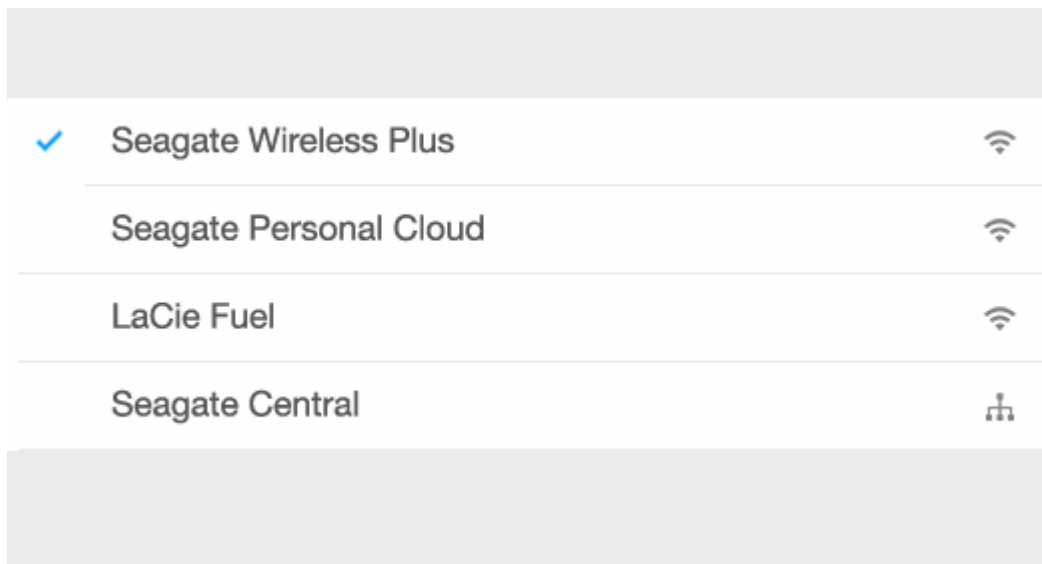 Seagate Wireless Plus
Seagate Personal Cloud
LaCie Fuel
Seagate Central